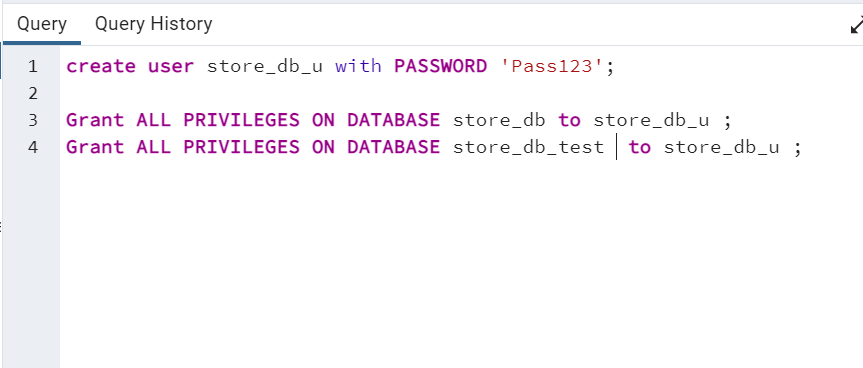 Query Query History
1 create user store_db_u with PASSWORD 'Pass123';
2
3 Grant ALL PRIVILEGES ON DATABASE store_db to store_db_u ;
4 Grant ALL PRIVILEGES ON DATABASE store_db_test to store_db_u ;